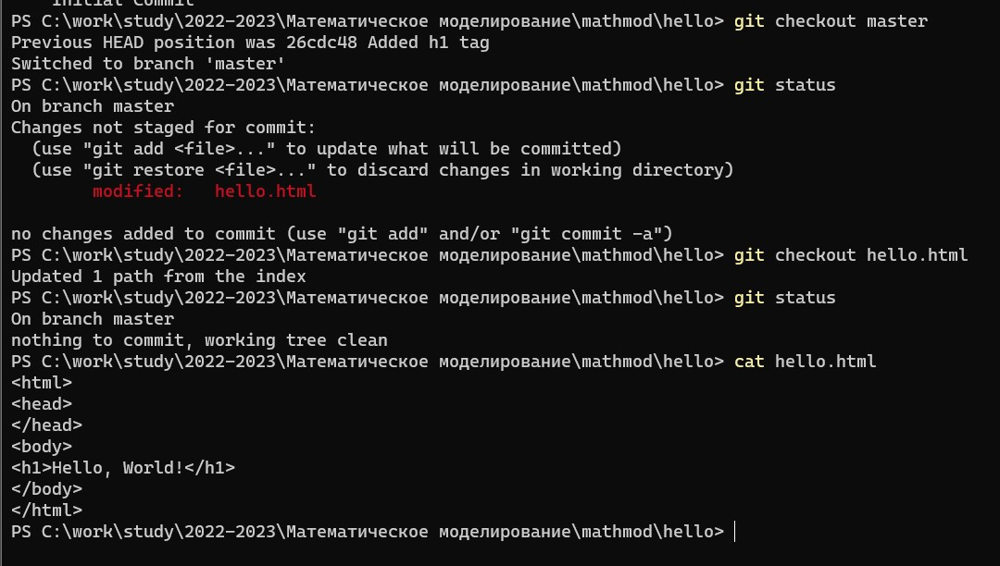 Initial Commit
PS C:\work\study\2022-2023\Математическое моделирование\mathmod\hello> git checkout master
Previous HEAD position was 26cdc48 Added h1 tag
Switched to branch 'master'
PS C:\work\study\2022-2023\Математическое моделирование\mathmod\hello> git status
On branch master
Changes not staged for commit:
  (use "git add <file>..." to update what will be committed)
  (use "git restore <file>..." to discard changes in working directory)
        modified:   hello.html

no changes added to commit (use "git add" and/or "git commit -a")
PS C:\work\study\2022-2023\Математическое моделирование\mathmod\hello> git checkout hello.html
Updated 1 path from the index
PS C:\work\study\2022-2023\Математическое моделирование\mathmod\hello> git status
On branch master
nothing to commit, working tree clean
PS C:\work\study\2022-2023\Математическое моделирование\mathmod\hello> cat hello.html
<html>
<head>
</head>
<body>
<h1>Hello, World!</h1>
</body>
</html>
PS C:\work\study\2022-2023\Математическое моделирование\mathmod\hello>